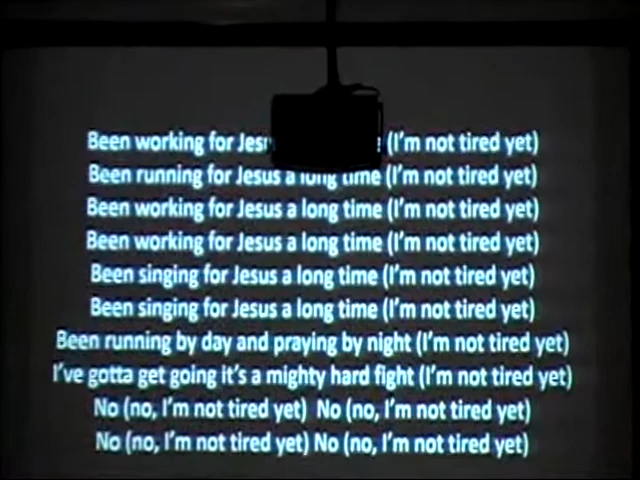 Been working for Jesus (I'm not tired yet)
Been running for Jesus a long time (I'm not tired yet)
Been working for Jesus a long time (I'm not tired yet)
Been working for Jesus a long time (I'm not tired yet)
Been singing for Jesus a long time (I'm not tired yet)
Been singing for Jesus a long time (I'm not tired yet)
Been running by day and praying by night (I'm not tired yet)
I've gotta get going it's a mighty hard fight (I'm not tired yet)
No (no, I'm not tired yet) No (no, I'm not tired yet)
No (no, I'm not tired yet) No (no, I'm not tired yet)